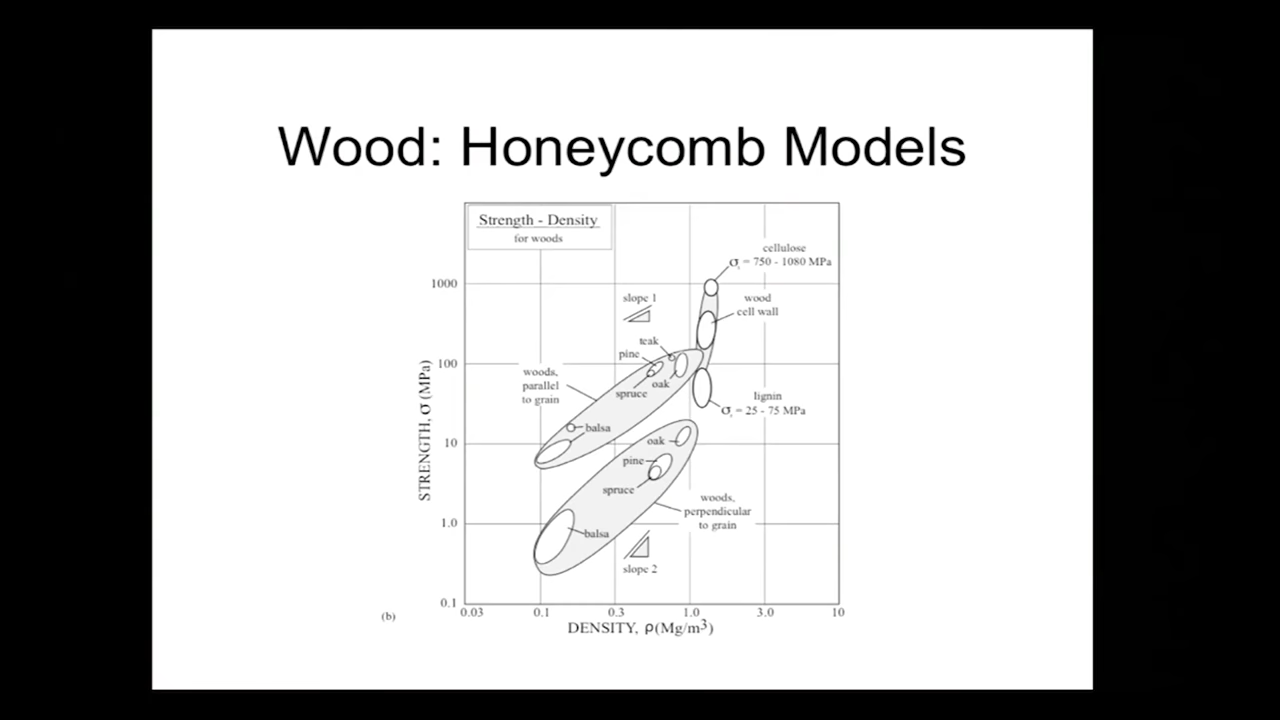 Wood: Honeycomb Models
Strength - Density
for woods
cellulose
σs = 750 - 1080 MPa
1000
slope 1
wood
cell wall
teak
pine
100
woods,
parallel
to grain
oak
spruce
lignin
σs = 25 - 75 MPa
balsa
STRENGTH, σ (MPa)
10
oak
pine
spruce
woods,
perpendicular
to grain
1.0
balsa
slope 2
0.1
0.03
0.1
0.3
1.0
3.0
10
(b)
DENSITY, ρ(Mg/m³)